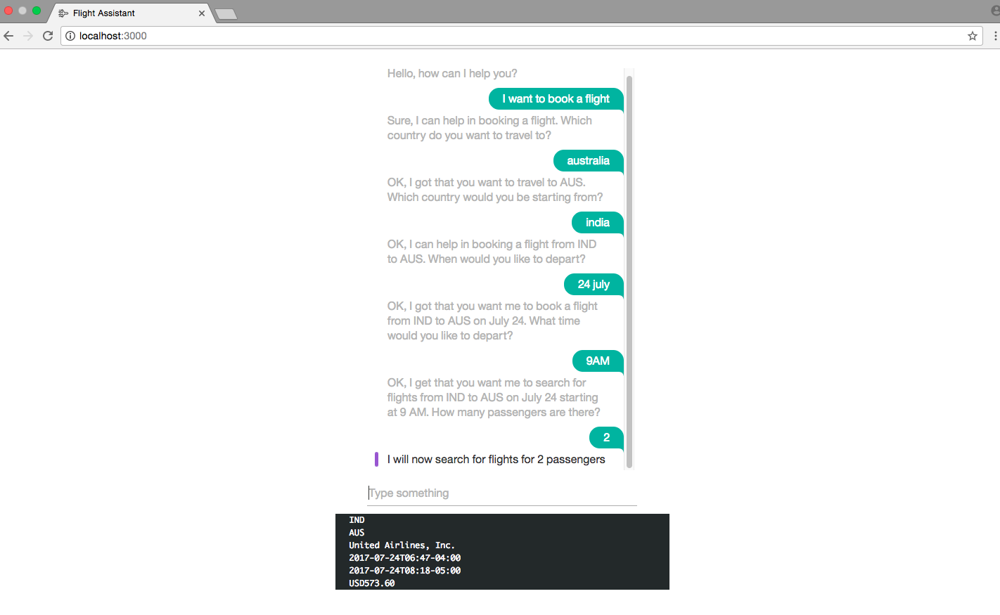 Flight Assistant
localhost:3000
Hello, how can I help you?
I want to book a flight
Sure, I can help in booking a flight. Which
country do you want to travel to?
australia
OK, I got that you want to travel to AUS.
Which country would you be starting from?
india
OK, I can help in booking a flight from IND
to AUS. When would you like to depart?
24 july
OK, I got that you want me to book a flight
from IND to AUS on July 24. What time
would you like to depart?
9AM
OK, I get that you want me to search for
flights from IND to AUS on July 24 starting
at 9 AM. How many passengers are there?
2
I will now search for flights for 2 passengers
Type something
IND
AUS
United Airlines, Inc.
2017-07-24T06:47-04:00
2017-07-24T08:18-05:00
USD573.60